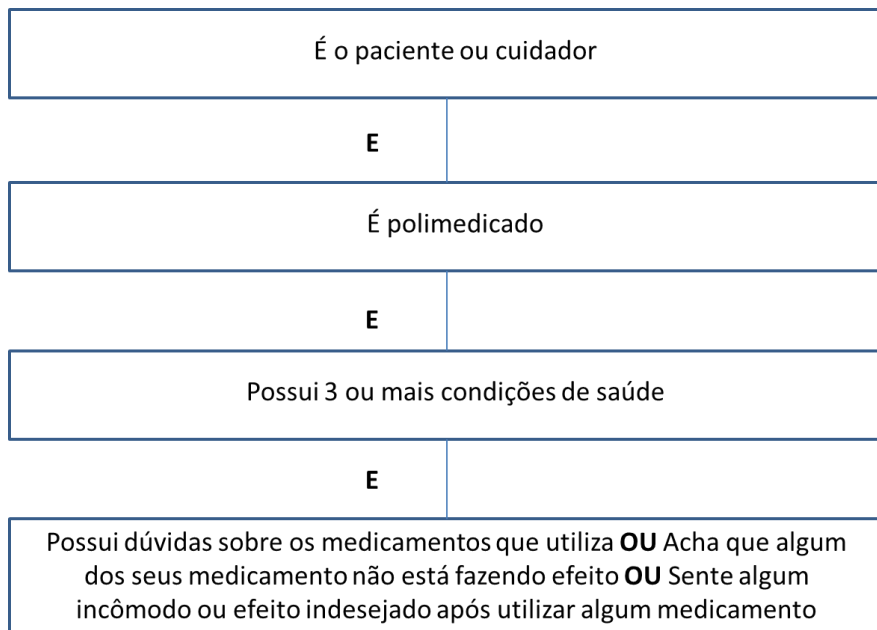 É o paciente ou cuidador
E
É polimedicado
E
Possui 3 ou mais condições de saúde
E
Possui dúvidas sobre os medicamentos que utiliza OU Acha que algum
dos seus medicamento não está fazendo efeito OU Sente algum
incômodo ou efeito indesejado após utilizar algum medicamento